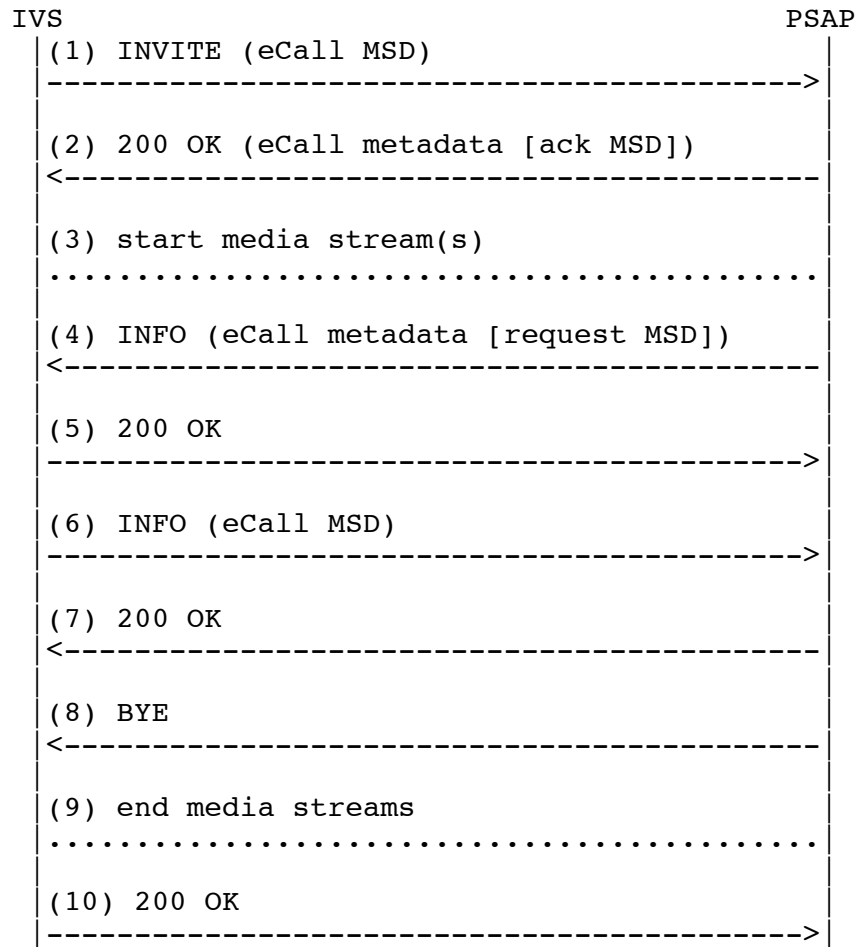 IVS PSAP
(1) INVITE (eCall MSD)
(2) 200 OK (eCall metadata [ack MSD])
(3) start media stream(s)
(4) INFO (eCall metadata [request MSD])
(5) 200 OK
(6) INFO (eCall MSD)
(7) 200 OK
(8) BYE
(9) end media streams
(10) 200 OK